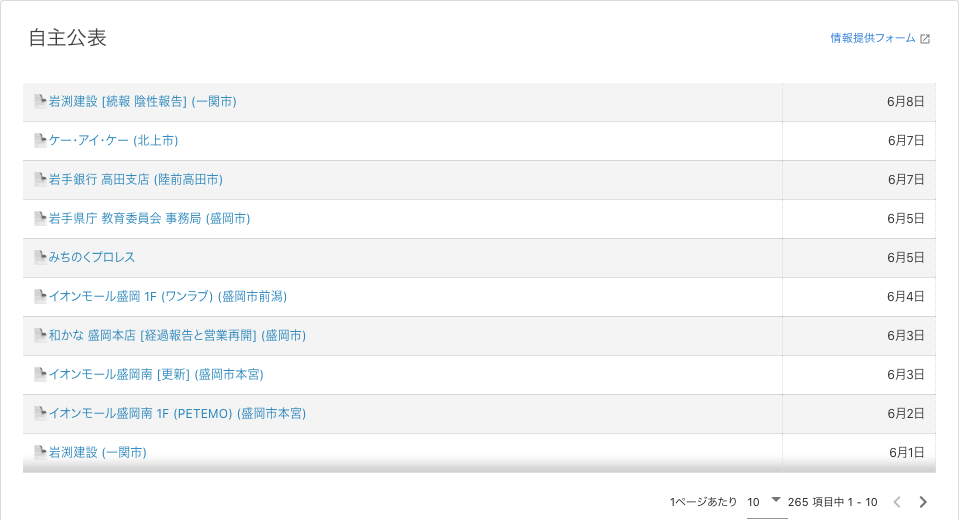 自主公表
情報提供フォーム
岩渕建設 [続報 陰性報告] (一関市) 6月8日
ケー・アイ・ケー (北上市) 6月7日
岩手銀行 高田支店 (陸前高田市) 6月7日
岩手県庁 教育委員会 事務局 (盛岡市) 6月5日
みちのくプロレス 6月5日
イオンモール盛岡 1F (ワンラブ) (盛岡市前潟) 6月4日
和かな 盛岡本店 [経過報告と営業再開] (盛岡市) 6月3日
イオンモール盛岡南 [更新] (盛岡市本宮) 6月3日
イオンモール盛岡南 1F (PETEMO) (盛岡市本宮) 6月2日
岩渕建設 (一関市) 6月1日
1ページあたり 10 265 項目中 1 - 10